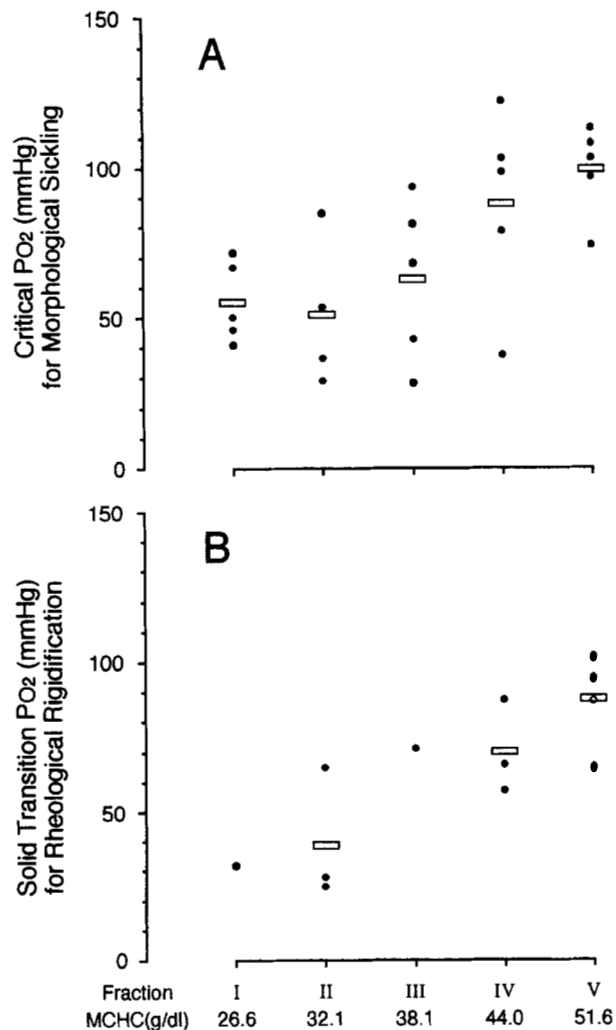 150
100
50
0
A
Critical PO2 (mmHg)
for Morphological Sickling
150
100
50
0
B
Solid Transition PO2 (mmHg)
for Rheological Rigidification
Fraction I II III IV V
MCHC(g/dl) 26.6 32.1 38.1 44.0 51.6